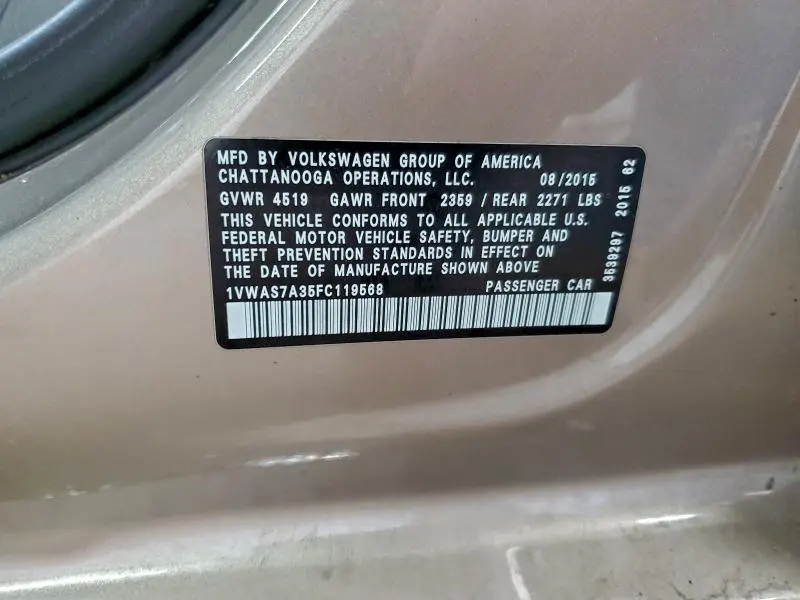 MFD BY VOLKSWAGEN GROUP OF AMERICA
CHATTANOOGA OPERATIONS, LLC. 08/2015
GVWR 4519 GAWR FRONT 2359 / REAR 2271 LBS
THIS VEHICLE CONFORMS TO ALL APPLICABLE U.S.
FEDERAL MOTOR VEHICLE SAFETY, BUMPER AND
THEFT PREVENTION STANDARDS IN EFFECT ON
THE DATE OF MANUFACTURE SHOWN ABOVE
1VWAS7A35FC119568 PASSENGER CAR
3539297 2015 62